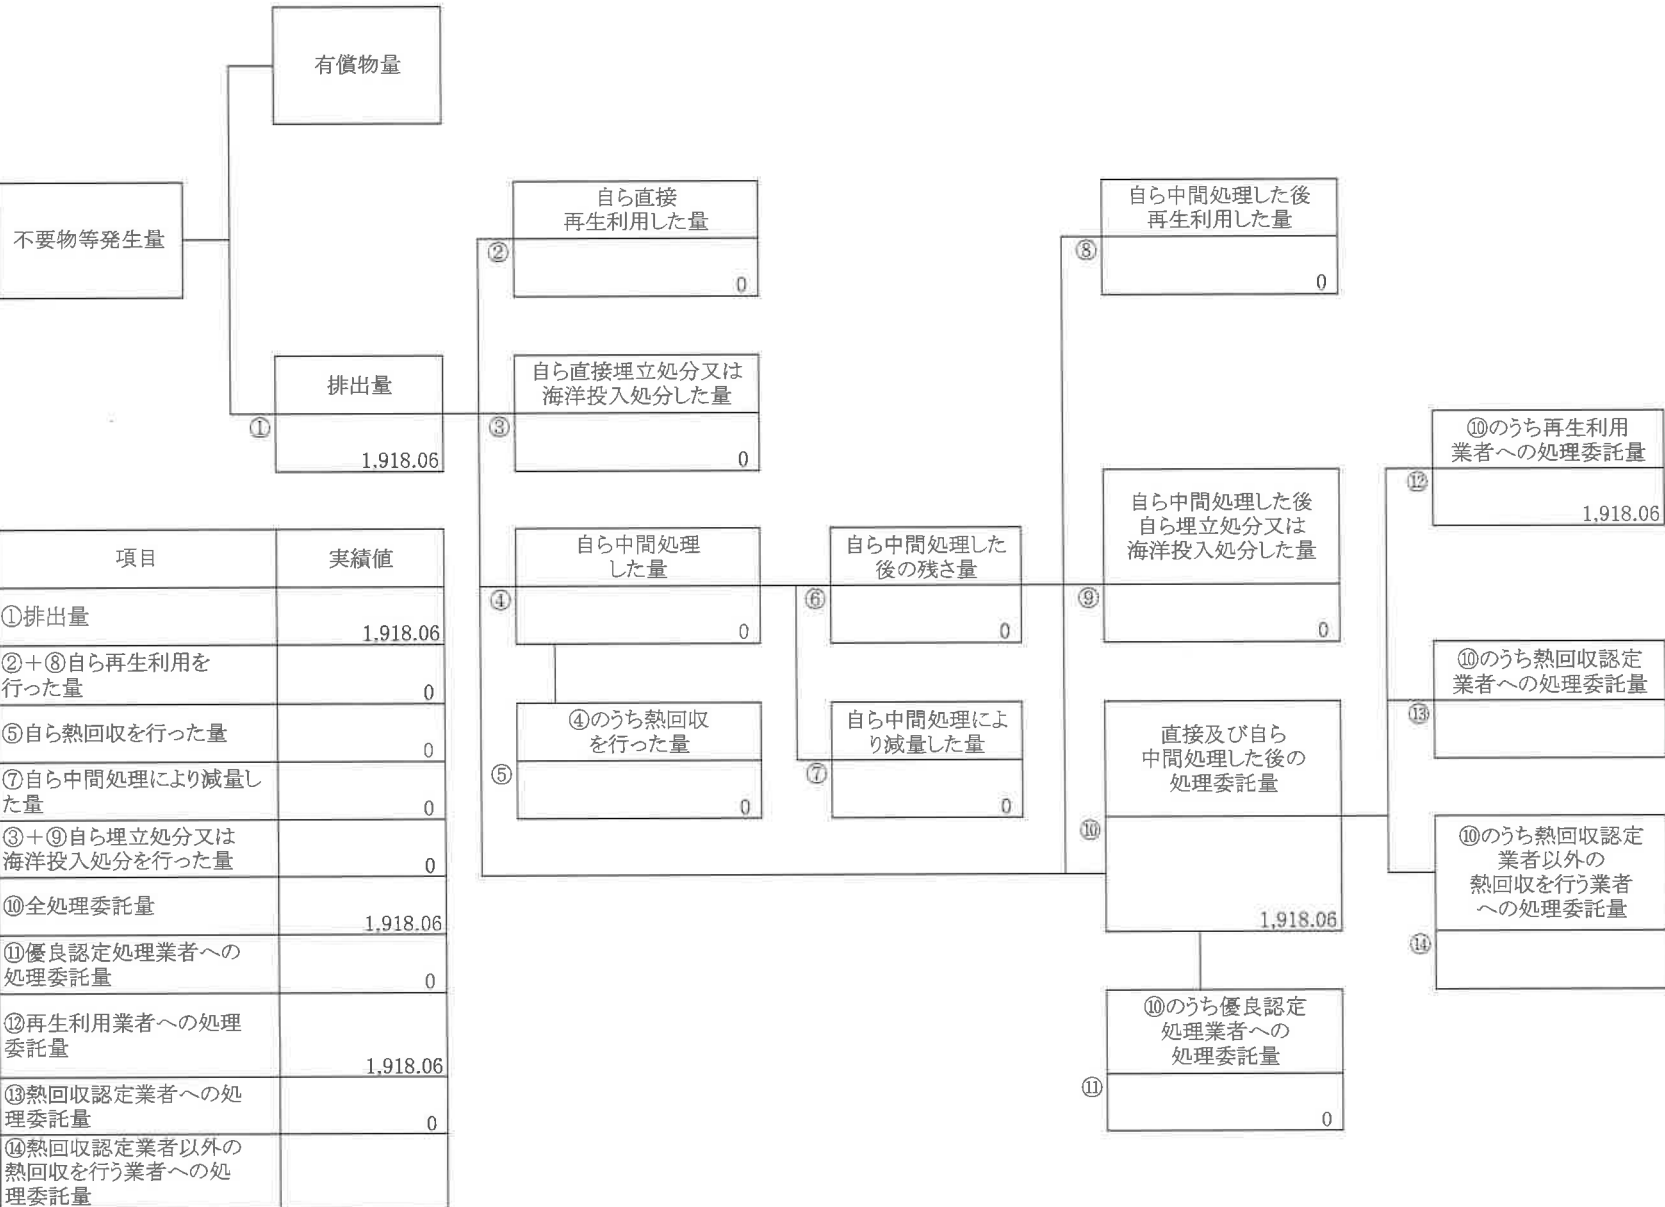 有償物量
不要物等発生量
自ら直接
再生利用した量
②
0
自ら中間処理した後
再生利用した量
⑧
0
排出量
①
1,918.06
自ら直接埋立処分又は
海洋投入処分した量
③
0
⑩のうち再生利用
業者への処理委託量
⑫
1,918.06
自ら中間処理
した量
④
0
自ら中間処理した
後の残さ量
⑥
0
自ら中間処理した後
自ら埋立処分又は
海洋投入処分した量
⑨
0
⑩のうち熱回収認定
業者への処理委託量
⑬
④のうち熱回収
を行った量
⑤
0
自ら中間処理によ
り減量した量
⑦
0
直接及び自ら
中間処理した後の
処理委託量
⑩
1,918.06
⑩のうち熱回収認定
業者以外の
熱回収を行う業者
への処理委託量
⑭
⑩のうち優良認定
処理業者への
処理委託量
⑪
0
項目 実績値
①排出量
1,918.06
②+⑧自ら再生利用を
行った量
0
⑤自ら熱回収を行った量
0
⑦自ら中間処理により減量し
た量
0
③+⑨自ら埋立処分又は
海洋投入処分を行った量
0
⑩全処理委託量
1,918.06
⑪優良認定処理業者への
処理委託量
0
⑫再生利用業者への処理
委託量
1,918.06
⑬熱回収認定業者への処
理委託量
0
⑭熱回収認定業者以外の
熱回収を行う業者への処
理委託量